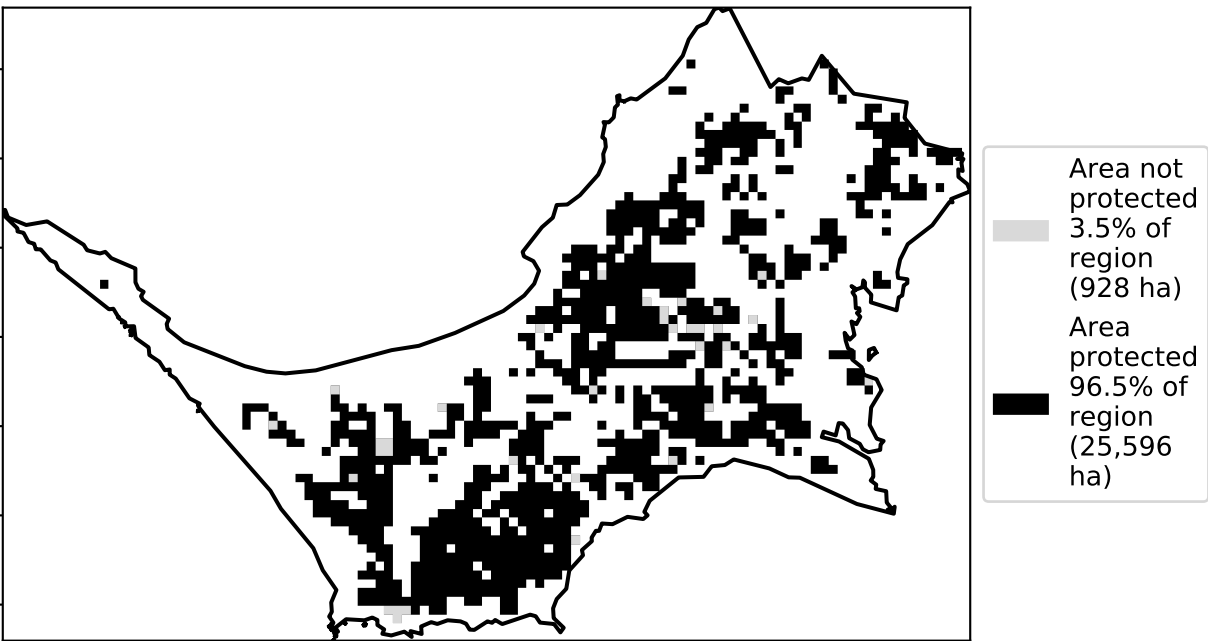 Area not
protected
3.5% of
region
(928 ha)
Area
protected
96.5% of
region
(25,596
ha)